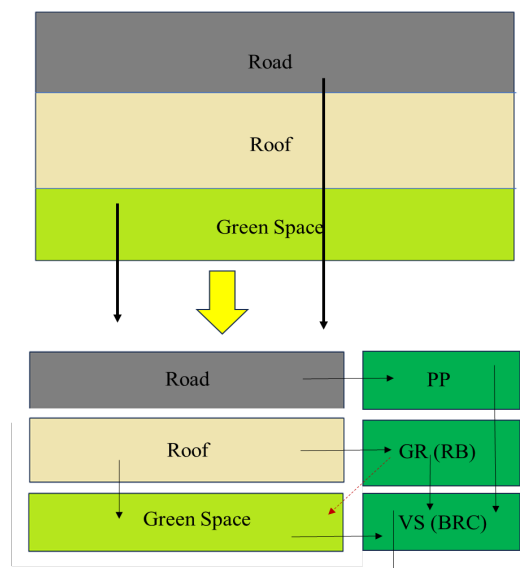 Road
Roof
Green Space
Road
PP
Roof
GR (RB)
Green Space
VS (BRC)